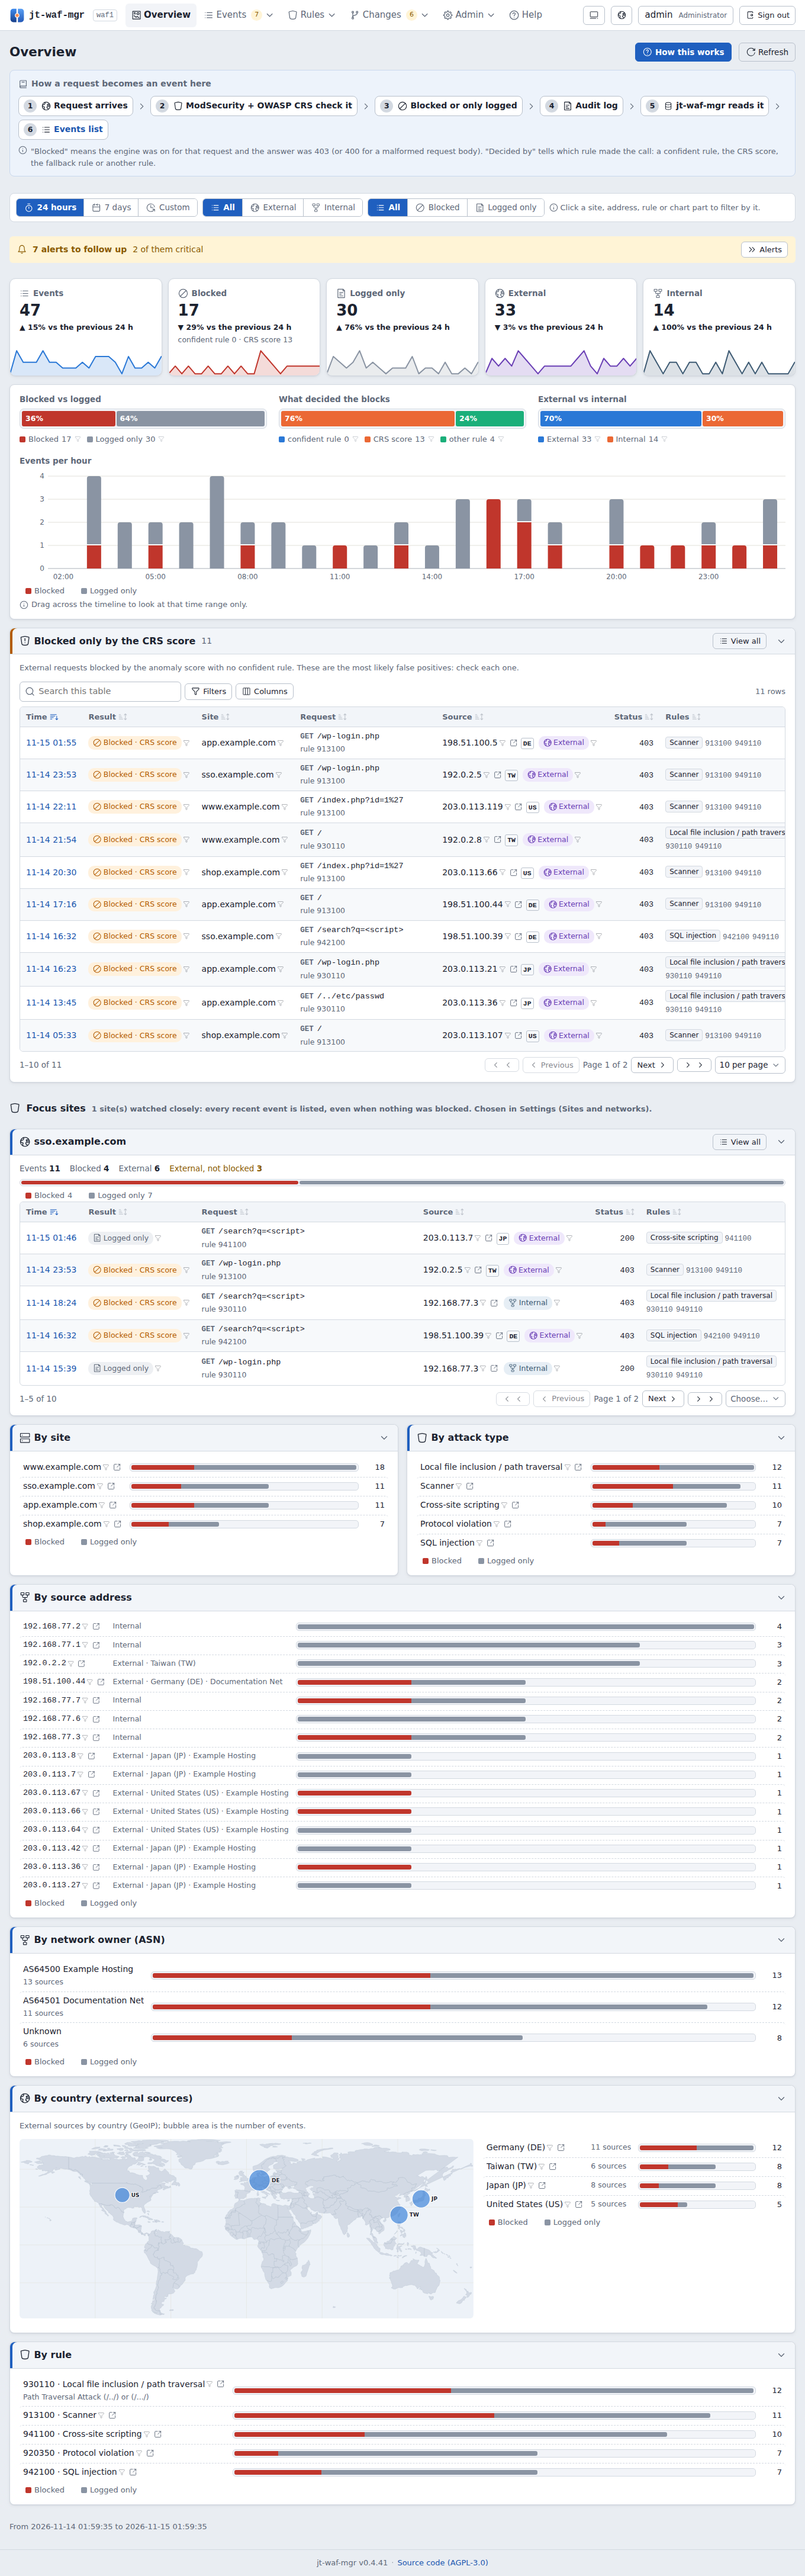 jt-waf-mgr waf1 Overview Events 7 Rules Changes 6 Admin Help admin Administrator Sign out
Overview How this works Refresh
How a request becomes an event here
1 Request arrives 2 ModSecurity + OWASP CRS check it 3 Blocked or only logged 4 Audit log 5 jt-waf-mgr reads it
6 Events list
"Blocked" means the engine was on for that request and the answer was 403 (or 400 for a malformed request body). "Decided by" tells which rule made the call: a confident rule, the CRS score,
the fallback rule or another rule.
24 hours 7 days Custom All External Internal All Blocked Logged only Click a site, address, rule or chart part to filter by it.
7 alerts to follow up 2 of them critical Alerts
Events Blocked Logged only External Internal
47 17 30 33 14
▲ 15% vs the previous 24 h ▼ 29% vs the previous 24 h ▲ 76% vs the previous 24 h ▼ 3% vs the previous 24 h ▲ 100% vs the previous 24 h
confident rule 0 · CRS score 13
Blocked vs logged What decided the blocks External vs internal
36% 64% 76% 24% 70% 30%
Blocked 17 Logged only 30 confident rule 0 CRS score 13 other rule 4 External 33 Internal 14
Events per hour
4
3
2
1
0
02:00 05:00 08:00 11:00 14:00 17:00 20:00 23:00
Blocked Logged only
Drag across the timeline to look at that time range only.
Blocked only by the CRS score 11 View all
External requests blocked by the anomaly score with no confident rule. These are the most likely false positives: check each one.
Search this table Filters Columns 11 rows
Time Result Site Request Source Status Rules
11-15 01:55 Blocked · CRS score app.example.com GET /wp-login.php 198.51.100.5 DE External 403 Scanner 913100 949110
rule 913100
11-14 23:53 Blocked · CRS score sso.example.com GET /wp-login.php 192.0.2.5 TW External 403 Scanner 913100 949110
rule 913100
11-14 22:11 Blocked · CRS score www.example.com GET /index.php?id=1%27 203.0.113.119 US External 403 Scanner 913100 949110
rule 913100
11-14 21:54 Blocked · CRS score www.example.com GET / 192.0.2.8 TW External 403 Local file inclusion / path travers
rule 930110 930110 949110
11-14 20:30 Blocked · CRS score shop.example.com GET /index.php?id=1%27 203.0.113.66 US External 403 Scanner 913100 949110
rule 913100
11-14 17:16 Blocked · CRS score app.example.com GET / 198.51.100.44 DE External 403 Scanner 913100 949110
rule 913100
11-14 16:32 Blocked · CRS score sso.example.com GET /search?q=<script> 198.51.100.39 DE External 403 SQL injection 942100 949110
rule 942100
11-14 16:23 Blocked · CRS score app.example.com GET /wp-login.php 203.0.113.21 JP External 403 Local file inclusion / path travers
rule 930110 930110 949110
11-14 13:45 Blocked · CRS score app.example.com GET /../etc/passwd 203.0.113.36 JP External 403 Local file inclusion / path travers
rule 930110 930110 949110
11-14 05:33 Blocked · CRS score shop.example.com GET / 203.0.113.107 US External 403 Scanner 913100 949110
rule 913100
1–10 of 11 Previous Page 1 of 2 Next 10 per page
Focus sites 1 site(s) watched closely: every recent event is listed, even when nothing was blocked. Chosen in Settings (Sites and networks).
sso.example.com View all
Events 11 Blocked 4 External 6 External, not blocked 3
Blocked 4 Logged only 7
Time Result Request Source Status Rules
11-15 01:46 Logged only GET /search?q=<script> 203.0.113.7 JP External 200 Cross-site scripting 941100
rule 941100
11-14 23:53 Blocked · CRS score GET /wp-login.php 192.0.2.5 TW External 403 Scanner 913100 949110
rule 913100
11-14 18:24 Blocked · CRS score GET /search?q=<script> 192.168.77.3 Internal 403 Local file inclusion / path traversal
rule 930110 930110 949110
11-14 16:32 Blocked · CRS score GET /search?q=<script> 198.51.100.39 DE External 403 SQL injection 942100 949110
rule 942100
11-14 15:39 Logged only GET /wp-login.php 192.168.77.3 Internal 200 Local file inclusion / path traversal
rule 930110 930110 949110
1–5 of 10 Previous Page 1 of 2 Next Choose...
By site
www.example.com 18
sso.example.com 11
app.example.com 11
shop.example.com 7
Blocked Logged only
By attack type
Local file inclusion / path traversal 12
Scanner 11
Cross-site scripting 10
Protocol violation 7
SQL injection 7
Blocked Logged only
By source address
192.168.77.2 Internal 4
192.168.77.1 Internal 3
192.0.2.2 External · Taiwan (TW) 3
198.51.100.44 External · Germany (DE) · Documentation Net 2
192.168.77.7 Internal 2
192.168.77.6 Internal 2
192.168.77.3 Internal 2
203.0.113.8 External · Japan (JP) · Example Hosting 1
203.0.113.7 External · Japan (JP) · Example Hosting 1
203.0.113.67 External · United States (US) · Example Hosting 1
203.0.113.66 External · United States (US) · Example Hosting 1
203.0.113.64 External · United States (US) · Example Hosting 1
203.0.113.42 External · Japan (JP) · Example Hosting 1
203.0.113.36 External · Japan (JP) · Example Hosting 1
203.0.113.27 External · Japan (JP) · Example Hosting 1
Blocked Logged only
By network owner (ASN)
AS64500 Example Hosting 13
13 sources
AS64501 Documentation Net 12
11 sources
Unknown 8
6 sources
Blocked Logged only
By country (external sources)
External sources by country (GeoIP); bubble area is the number of events.
US DE JP TW
Germany (DE) 11 sources 12
Taiwan (TW) 6 sources 8
Japan (JP) 8 sources 8
United States (US) 5 sources 5
Blocked Logged only
By rule
930110 · Local file inclusion / path traversal 12
Path Traversal Attack (/../) or (/.../)
913100 · Scanner 11
941100 · Cross-site scripting 10
920350 · Protocol violation 7
942100 · SQL injection 7
Blocked Logged only
From 2026-11-14 01:59:35 to 2026-11-15 01:59:35
jt-waf-mgr v0.4.41 · Source code (AGPL-3.0)